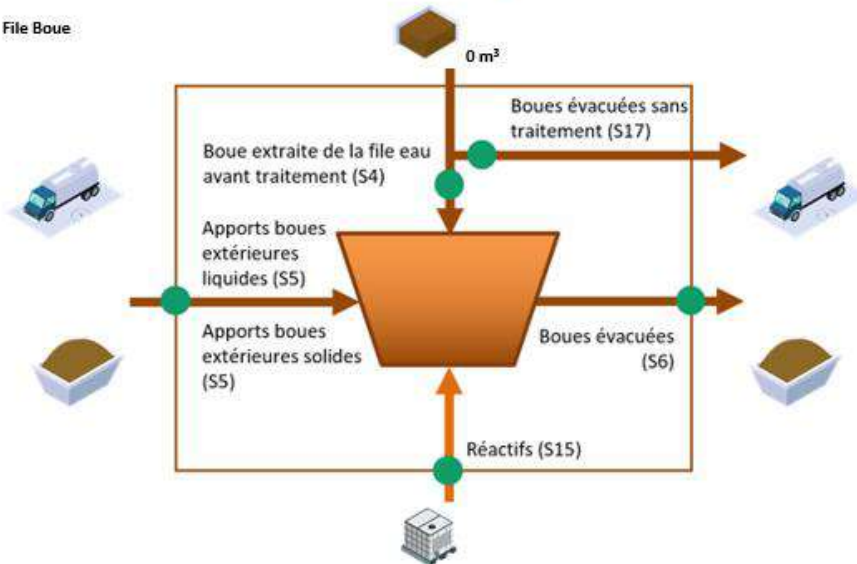 File Boue
0 m³
Boues évacuées sans
traitement (S17)
Boue extraite de la file eau
avant traitement (S4)
Apports boues
extérieures
liquides (S5)
Apports boues
extérieures solides
(S5)
Boues évacuées
(S6)
Réactifs (S15)